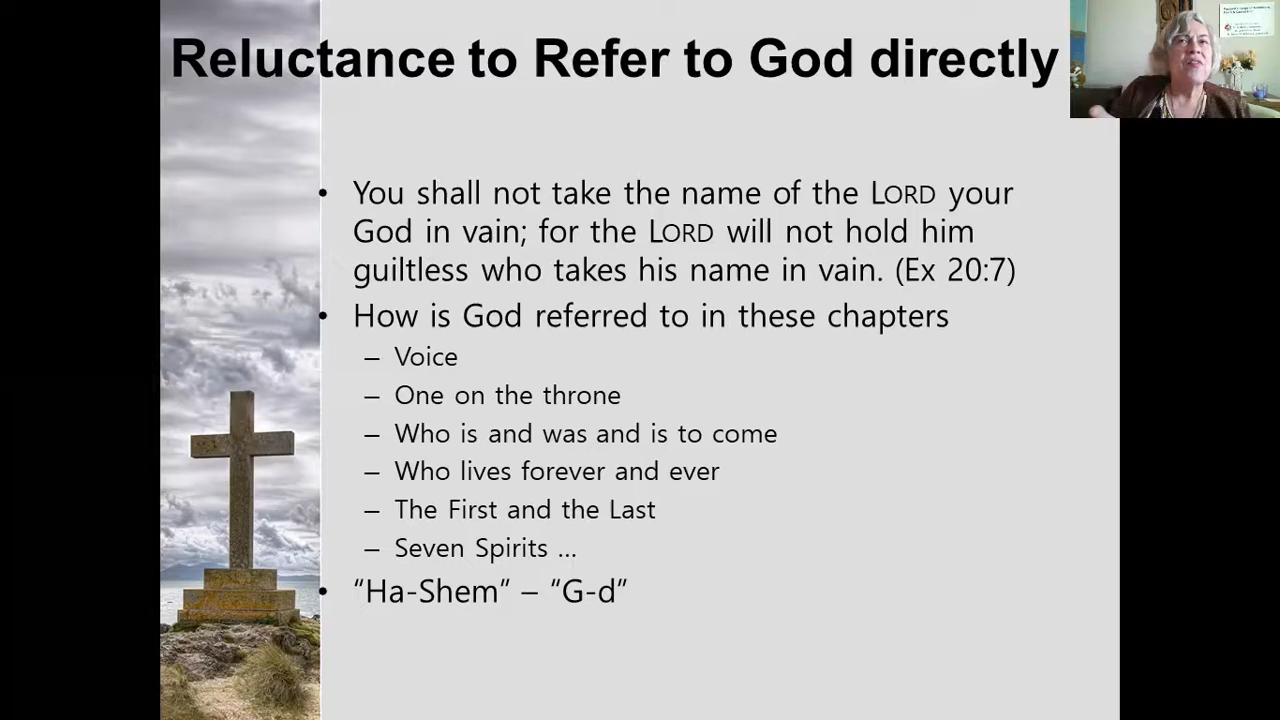 Reluctance to Refer to God directly
• You shall not take the name of the LORD your
God in vain; for the LORD will not hold him
guiltless who takes his name in vain. (Ex 20:7)
• How is God referred to in these chapters
– Voice
– One on the throne
– Who is and was and is to come
– Who lives forever and ever
– The First and the Last
– Seven Spirits ...
• “Ha-Shem” – “G-d”